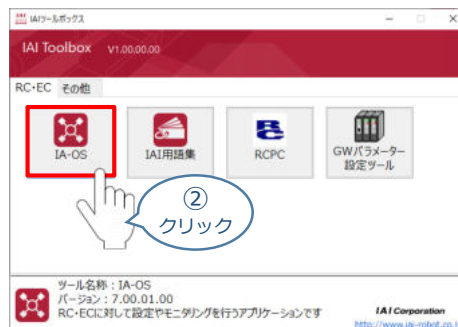 IAIツールボックス
IAI Toolbox V1.00.00.00
RC・EC その他
IA-OS
IAI用語集
RCPC
GWパラメーター
設定ツール
②
クリック
ツール名称：IA-OS
バージョン：7.00.01.00
RC・ECに対して設定やモニタリングを行うアプリケーションです
IAI Corporation
http://www.iai-robot.co.j